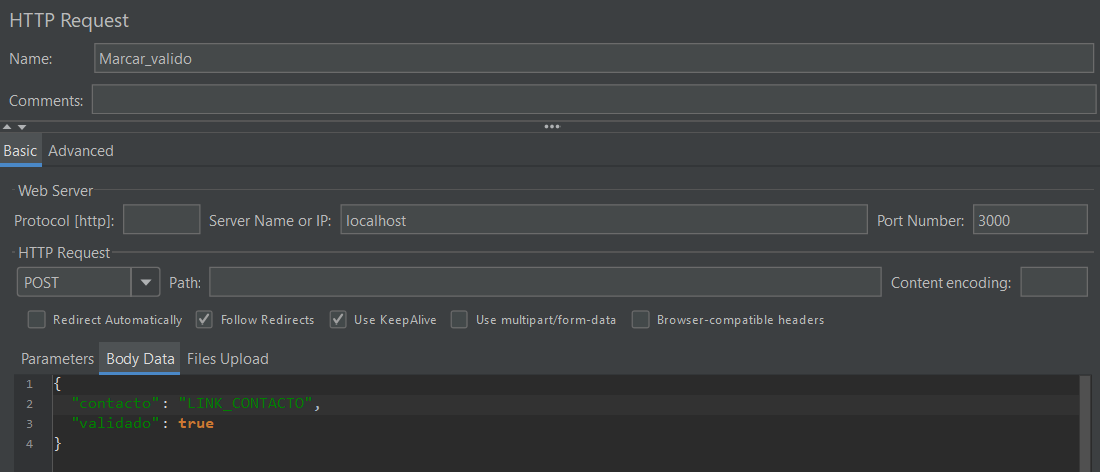 HTTP Request
Name: Marcar_valido
Comments:
Basic Advanced
Web Server
Protocol [http]: Server Name or IP: localhost Port Number: 3000
HTTP Request
POST Path: Content encoding:
Redirect Automatically Follow Redirects Use KeepAlive Use multipart/form-data Browser-compatible headers
Parameters Body Data Files Upload
1 {
2 "contacto": "LINK_CONTACTO",
3 "validado": true
4 }